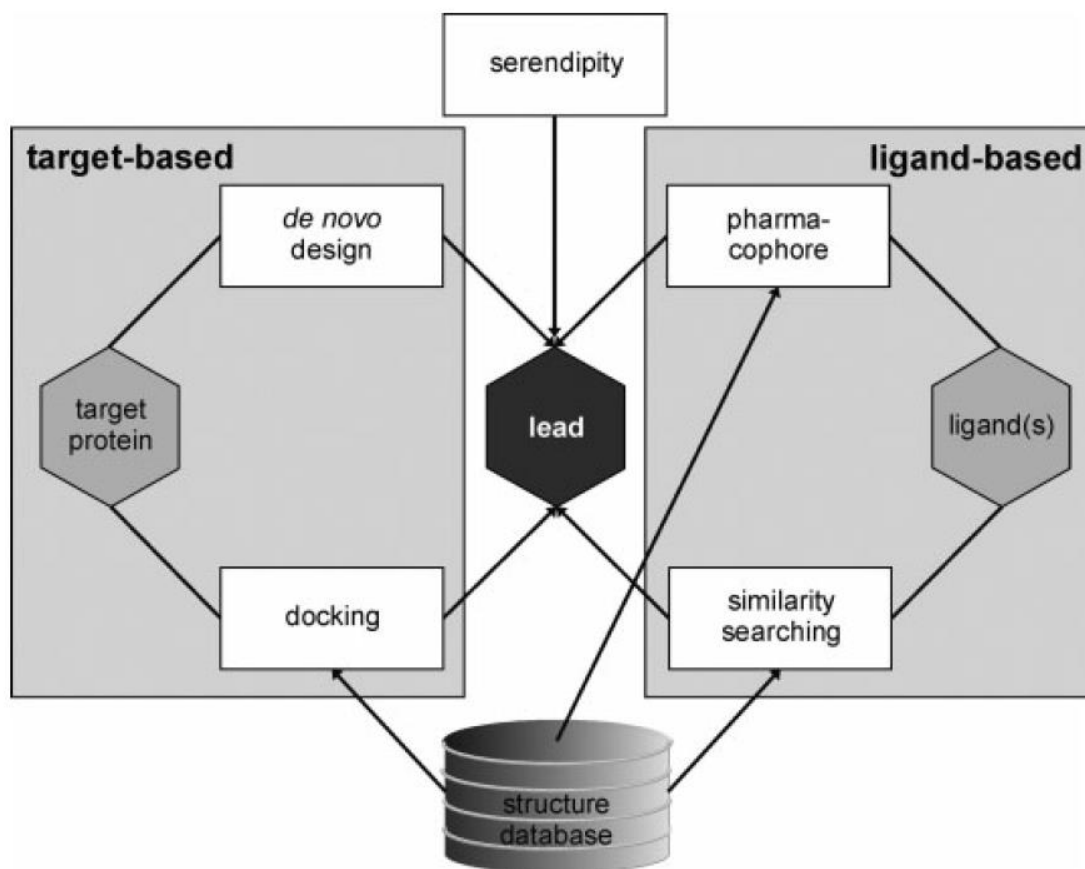 serendipity
target-based
ligand-based
de novo
design
pharma-
cophore
target
protein
lead
ligand(s)
docking
similarity
searching
structure
database